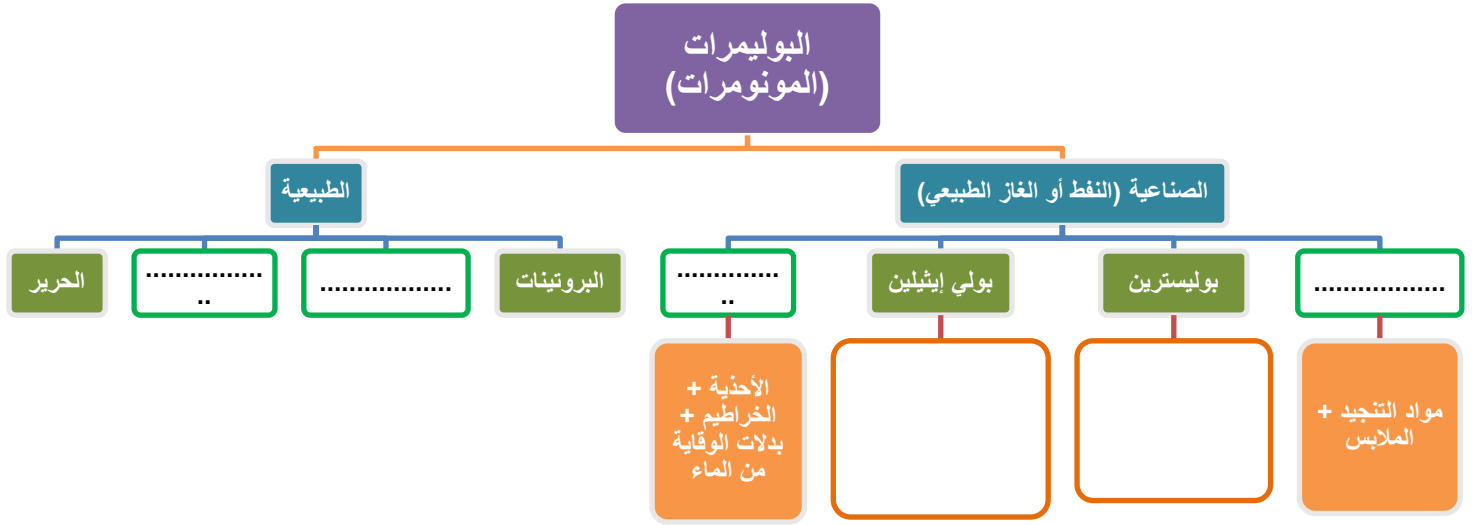 البوليمرات
(المونومرات)
الصناعية (النفط أو الغاز الطبيعي)
الطبيعية
..................
بوليسترين
بولي إيثيلين
..............
..
البروتينات
..................
................
..
الحرير
مواد التنجيد +
الملابس
الأحذية +
الخراطيم +
بدلات الوقاية
من الماء